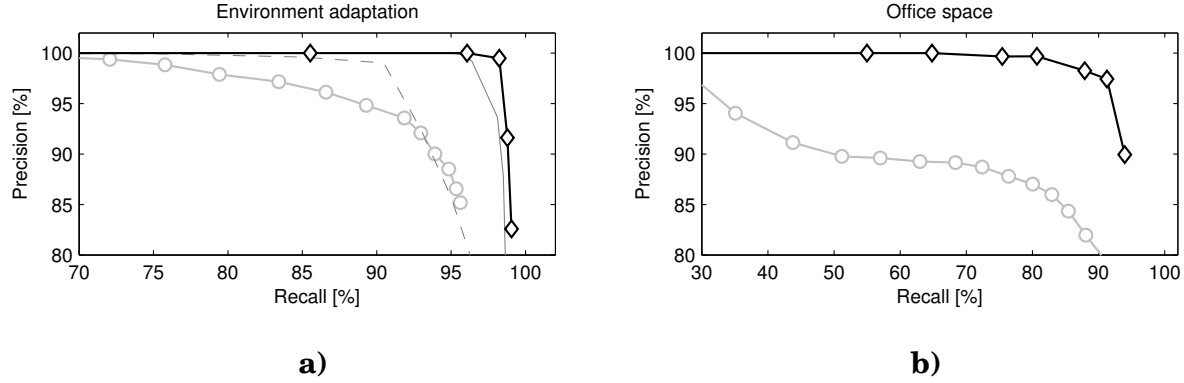 Environment adaptation
100
95
90
85
80
Precision [%]
70 75 80 85 90 95 100
Recall [%]
a)
Office space
100
95
90
85
80
Precision [%]
30 40 50 60 70 80 90 100
Recall [%]
b)